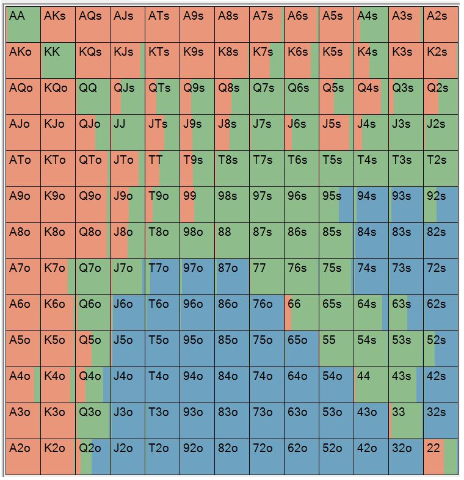 AA AKs AQs AJs ATs A9s A8s A7s A6s A5s A4s A3s A2s
AKo KK KQs KJs KTs K9s K8s K7s K6s K5s K4s K3s K2s
AQo KQo QQ QJs QTs Q9s Q8s Q7s Q6s Q5s Q4s Q3s Q2s
AJo KJo QJo JJ JTs J9s J8s J7s J6s J5s J4s J3s J2s
ATo KTo QTo JTo TT T9s T8s T7s T6s T5s T4s T3s T2s
A9o K9o Q9o J9o T9o 99 98s 97s 96s 95s 94s 93s 92s
A8o K8o Q8o J8o T8o 98o 88 87s 86s 85s 84s 83s 82s
A7o K7o Q7o J7o T7o 97o 87o 77 76s 75s 74s 73s 72s
A6o K6o Q6o J6o T6o 96o 86o 76o 66 65s 64s 63s 62s
A5o K5o Q5o J5o T5o 95o 85o 75o 65o 55 54s 53s 52s
A4o K4o Q4o J4o T4o 94o 84o 74o 64o 54o 44 43s 42s
A3o K3o Q3o J3o T3o 93o 83o 73o 63o 53o 43o 33 32s
A2o K2o Q2o J2o T2o 92o 82o 72o 62o 52o 42o 32o 22